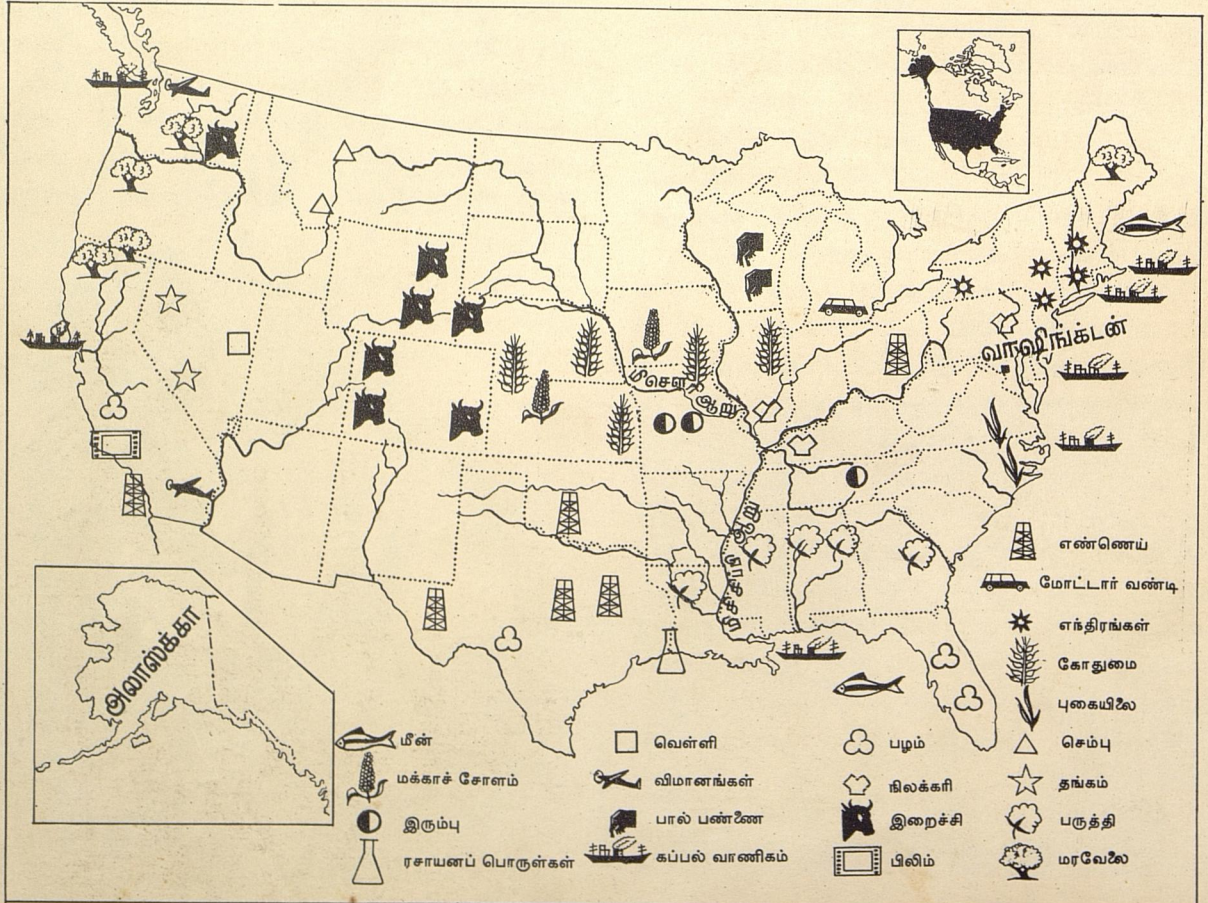 வாஷிங்க்டன்
மிசௌரி
ஆறு
மிசிசிப்பி ஆறு
அலாஸ்க்கா
எண்ணெய்
மோட்டார் வண்டி
எந்திரங்கள்
கோதுமை
புகையிலை
மீன்
வெள்ளி
பழம்
செம்பு
மக்காச் சோளம்
விமானங்கள்
நிலக்கரி
தங்கம்
இரும்பு
பால் பண்ணை
இறைச்சி
பருத்தி
ரசாயனப் பொருள்கள்
கப்பல் வாணிகம்
பிலிம்
மரவேலை